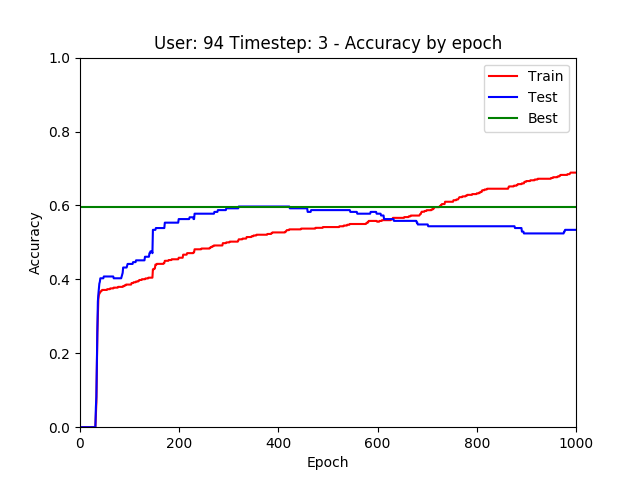 User: 94 Timestep: 3 - Accuracy by epoch
1.0
0.8
0.6
0.4
0.2
0.0
Accuracy
Train
Test
Best
0 200 400 600 800 1000
Epoch